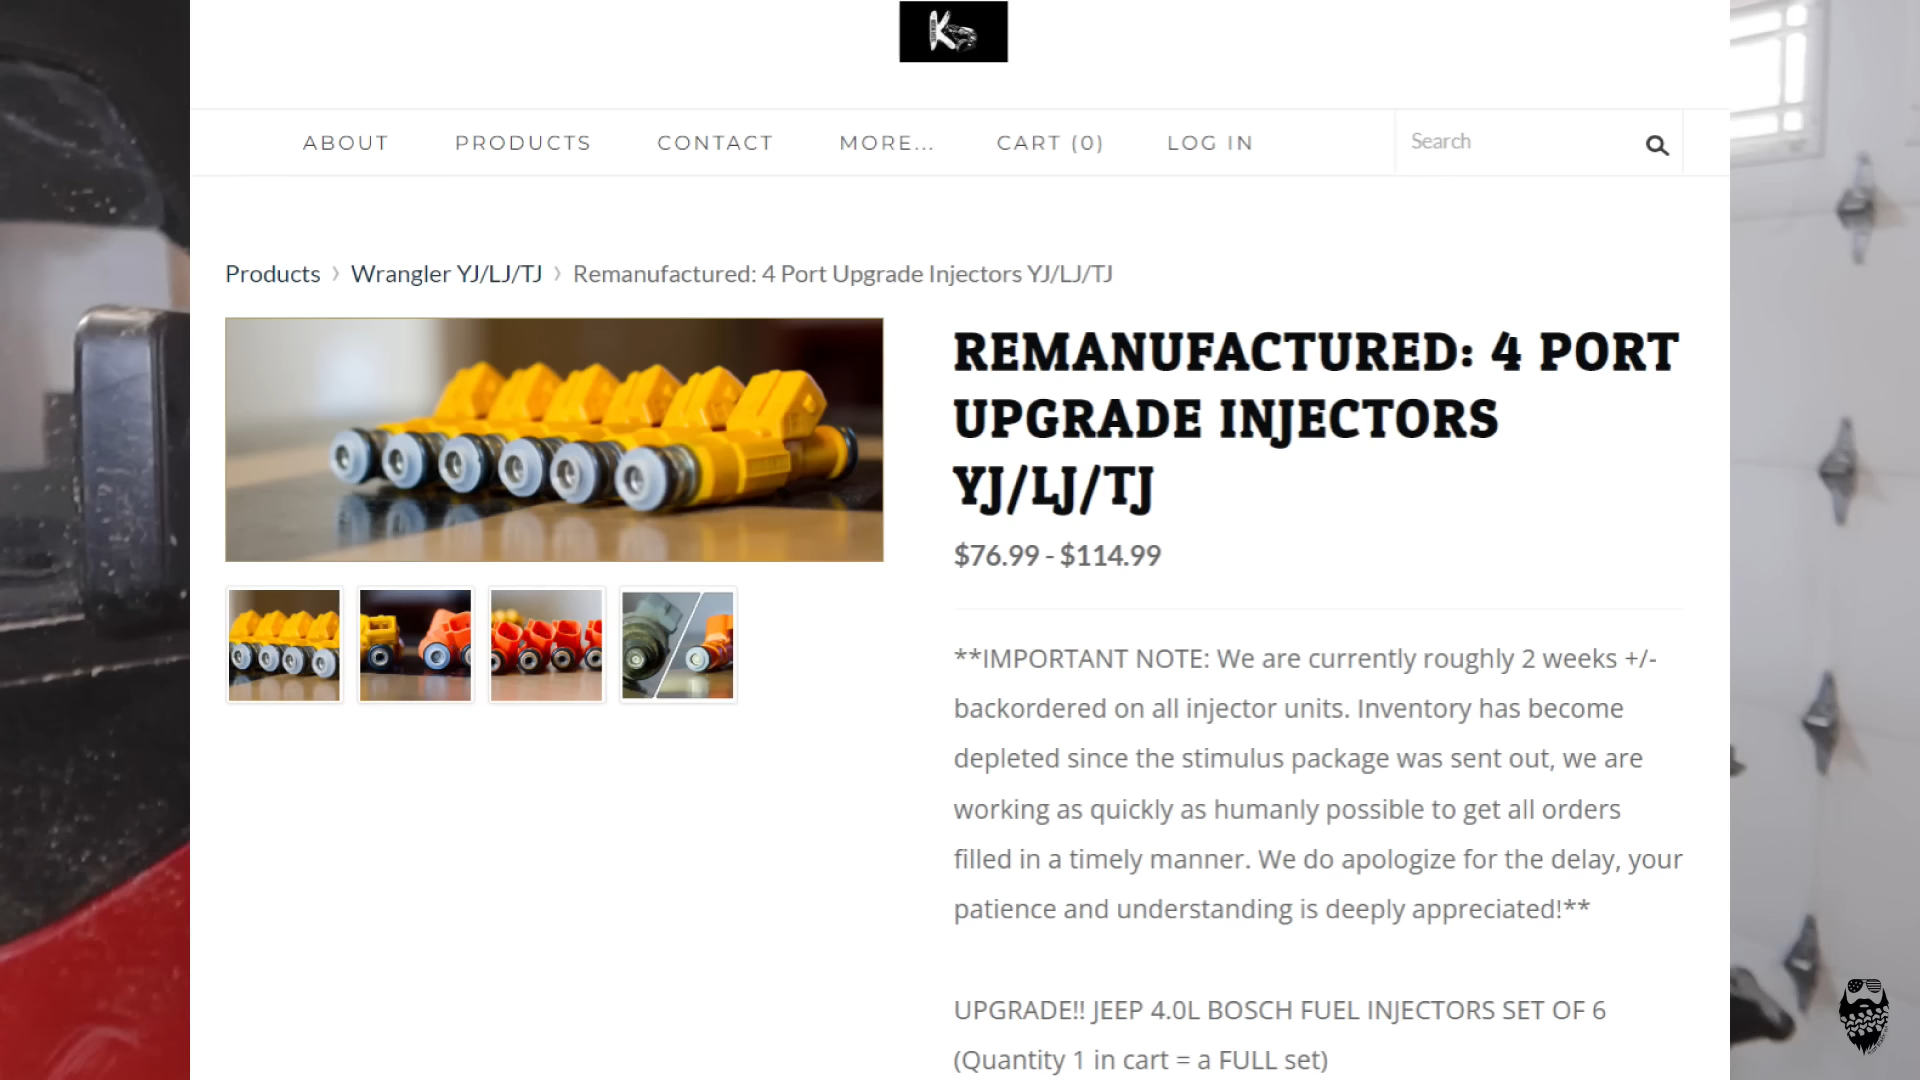 K
ABOUT PRODUCTS CONTACT MORE... CART (0) LOG IN Search
Products › Wrangler YJ/LJ/TJ › Remanufactured: 4 Port Upgrade Injectors YJ/LJ/TJ
REMANUFACTURED: 4 PORT
UPGRADE INJECTORS
YJ/LJ/TJ
$76.99 - $114.99
**IMPORTANT NOTE: We are currently roughly 2 weeks +/-
backordered on all injector units. Inventory has become
depleted since the stimulus package was sent out, we are
working as quickly as humanly possible to get all orders
filled in a timely manner. We do apologize for the delay, your
patience and understanding is deeply appreciated!**
UPGRADE!! JEEP 4.0L BOSCH FUEL INJECTORS SET OF 6
(Quantity 1 in cart = a FULL set)